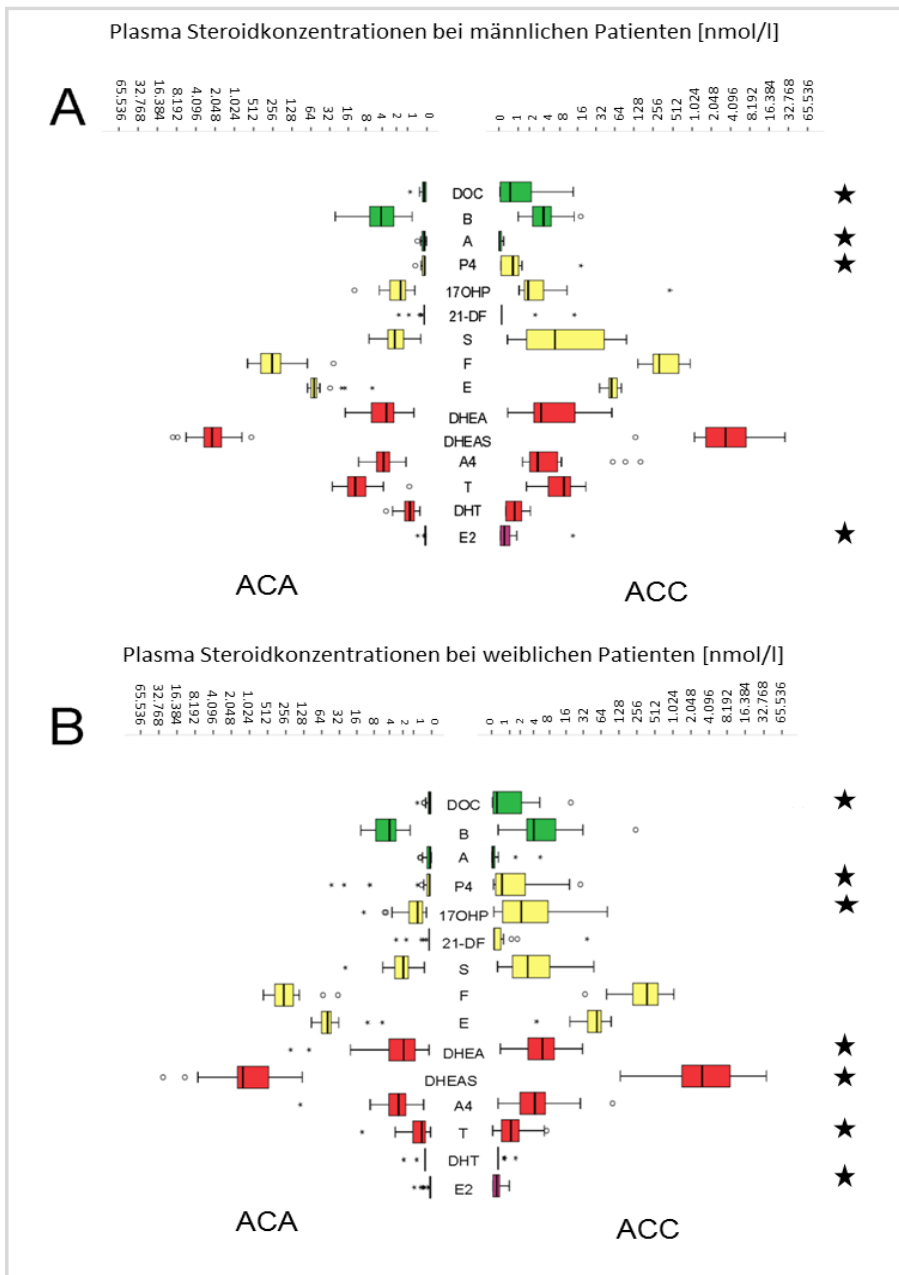 Plasma Steroidkonzentrationen bei männlichen Patienten [nmol/l]
A
65.536 32.768 16.384 8.192 4.096 2.048 1.024 512 256 128 64 32 16 8 4 2 1 0
0 1 2 4 8 16 32 64 128 256 512 1.024 2.048 4.096 8.192 16.384 32.768 65.536
DOC
B
A
P4
17OHP
21-DF
S
F
E
DHEA
DHEAS
A4
T
DHT
E2
ACA
ACC
Plasma Steroidkonzentrationen bei weiblichen Patienten [nmol/l]
B
65.536 32.768 16.384 8.192 4.096 2.048 1.024 512 256 128 64 32 16 8 4 2 1 0
0 1 2 4 8 16 32 64 128 256 512 1.024 2.048 4.096 8.192 16.384 32.768 65.536
DOC
B
A
P4
17OHP
21-DF
S
F
E
DHEA
DHEAS
A4
T
DHT
E2
ACA
ACC